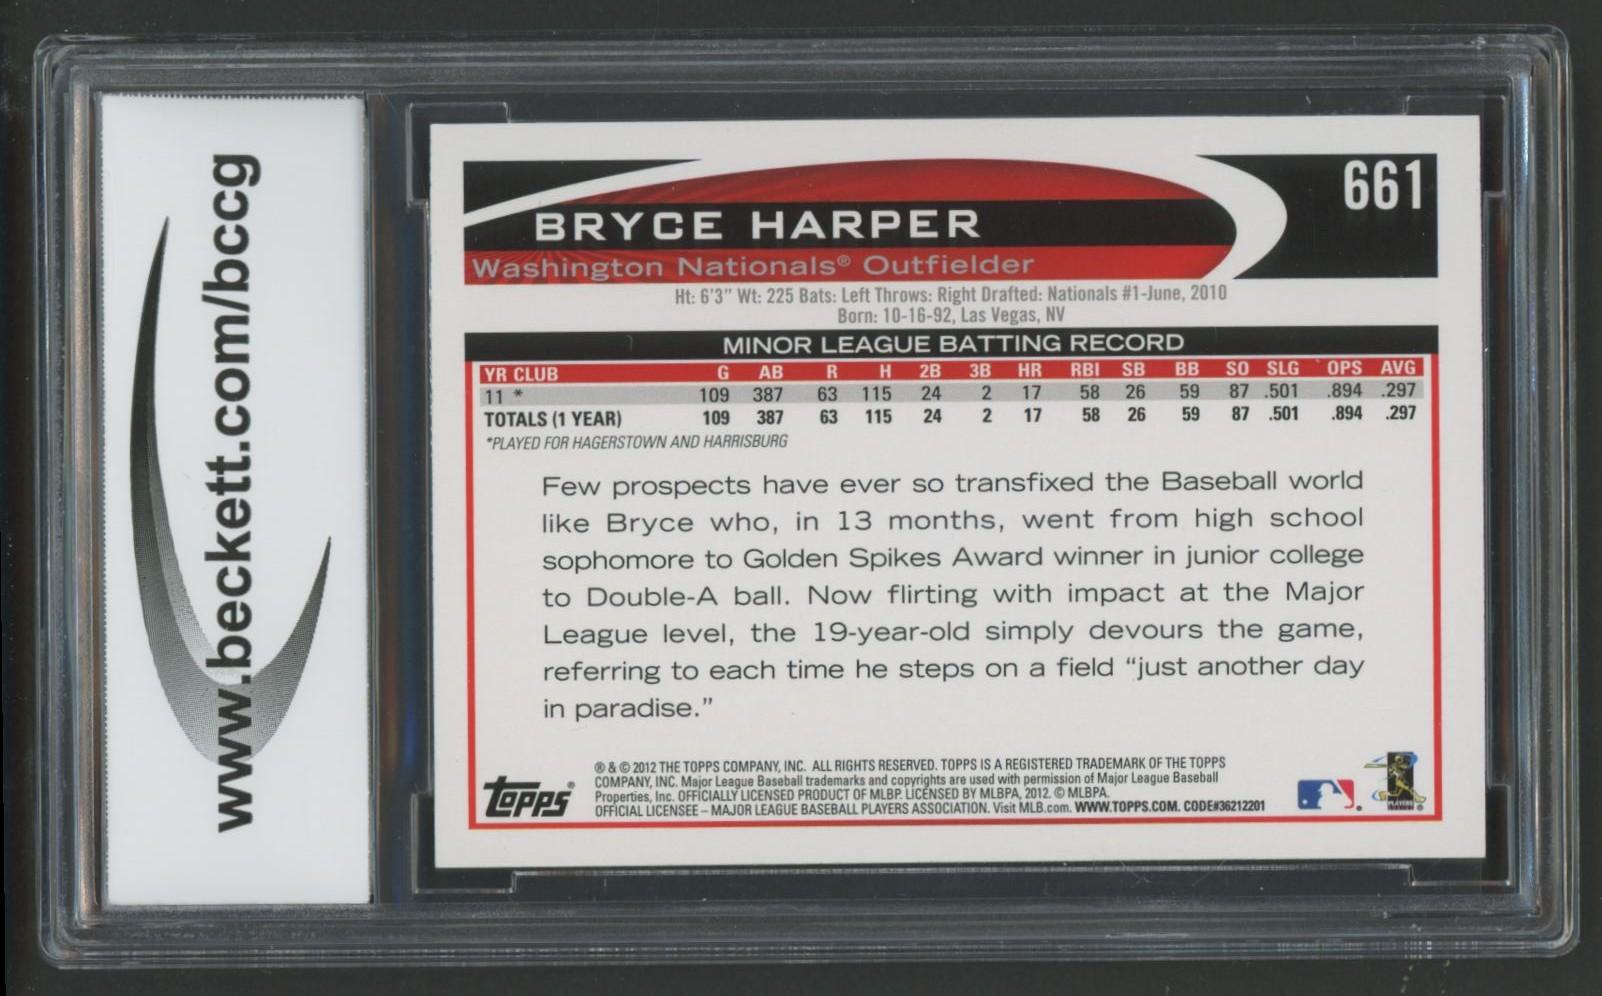 www.beckett.com/bccg
661
BRYCE HARPER
Washington Nationals® Outfielder
Ht: 6'3" Wt: 225 Bats: Left Throws: Right Drafted: Nationals #1-June, 2010
Born: 10-16-92, Las Vegas, NV
MINOR LEAGUE BATTING RECORD
YR CLUB G AB R H 2B 3B HR RBI SB BB SO SLG OPS AVG
11 * 109 387 63 115 24 2 17 58 26 59 87 .501 .894 .297
TOTALS (1 YEAR) 109 387 63 115 24 2 17 58 26 59 87 .501 .894 .297
*PLAYED FOR HAGERSTOWN AND HARRISBURG
Few prospects have ever so transfixed the Baseball world
like Bryce who, in 13 months, went from high school
sophomore to Golden Spikes Award winner in junior college
to Double-A ball. Now flirting with impact at the Major
League level, the 19-year-old simply devours the game,
referring to each time he steps on a field “just another day
in paradise.”
topps®
® & © 2012 THE TOPPS COMPANY, INC. ALL RIGHTS RESERVED. TOPPS IS A REGISTERED TRADEMARK OF THE TOPPS
COMPANY, INC. Major League Baseball trademarks and copyrights are used with permission of Major League Baseball
Properties, Inc. OFFICIALLY LICENSED PRODUCT OF MLBP. LICENSED BY MLBPA, 2012. © MLBPA.
OFFICIAL LICENSEE – MAJOR LEAGUE BASEBALL PLAYERS ASSOCIATION. Visit MLB.com. WWW.TOPPS.COM. CODE#36212201
PLAYERS